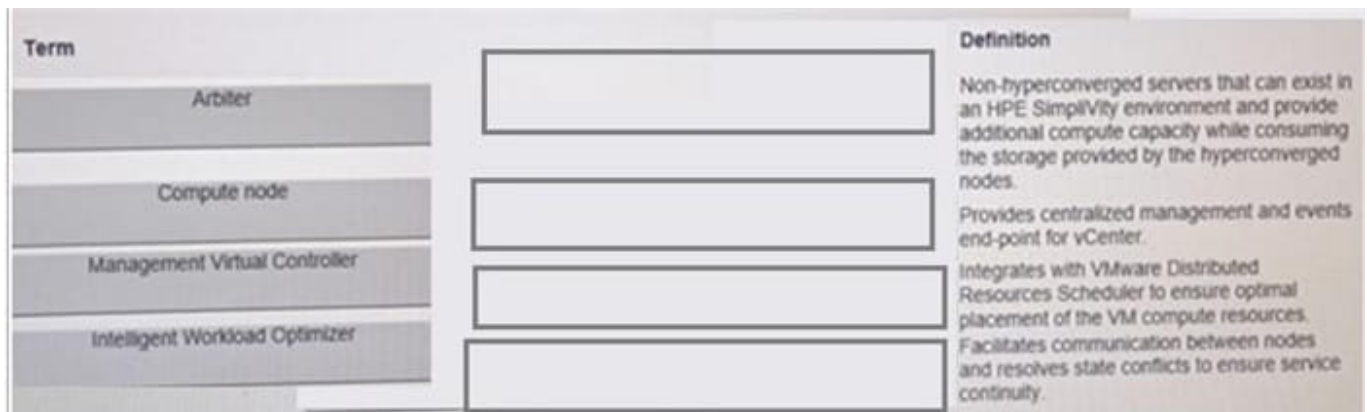 Term
Arbiter
Compute node
Management Virtual Controller
Intelligent Workload Optimizer
Definition
Non-hyperconverged servers that can exist in
an HPE SimpliVity environment and provide
additional compute capacity while consuming
the storage provided by the hyperconverged
nodes.
Provides centralized management and events
end-point for vCenter.
Integrates with VMware Distributed
Resources Scheduler to ensure optimal
placement of the VM compute resources.
Facilitates communication between nodes
and resolves state conflicts to ensure service
continuity.